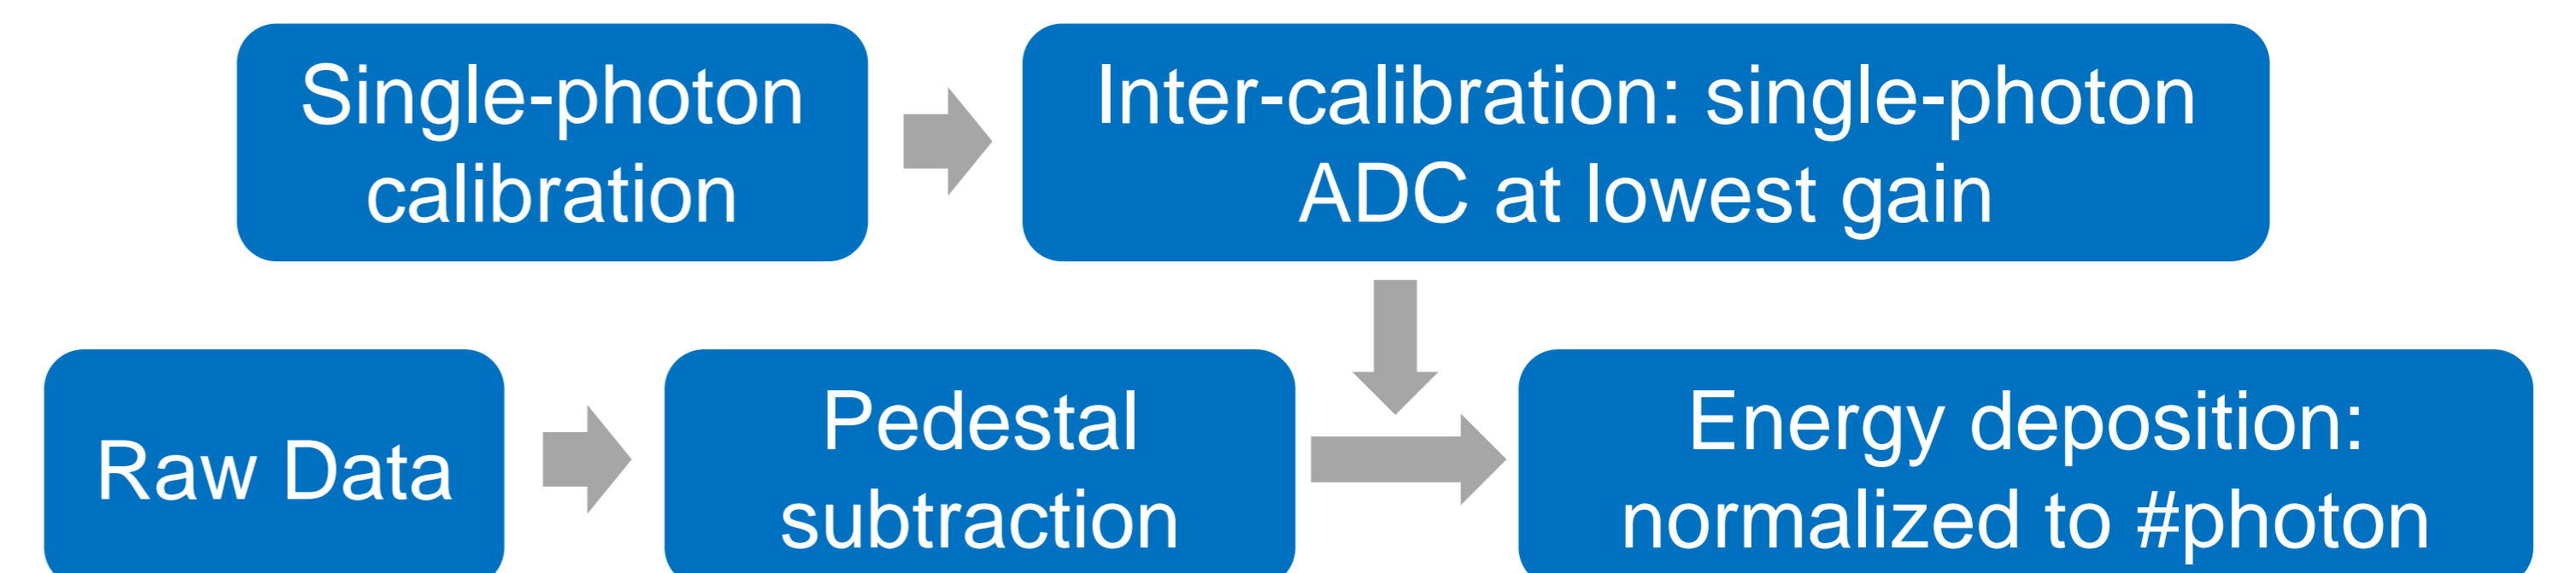 Single-photon
calibration
Inter-calibration: single-photon
ADC at lowest gain
Raw Data
Pedestal
subtraction
Energy deposition:
normalized to #photon